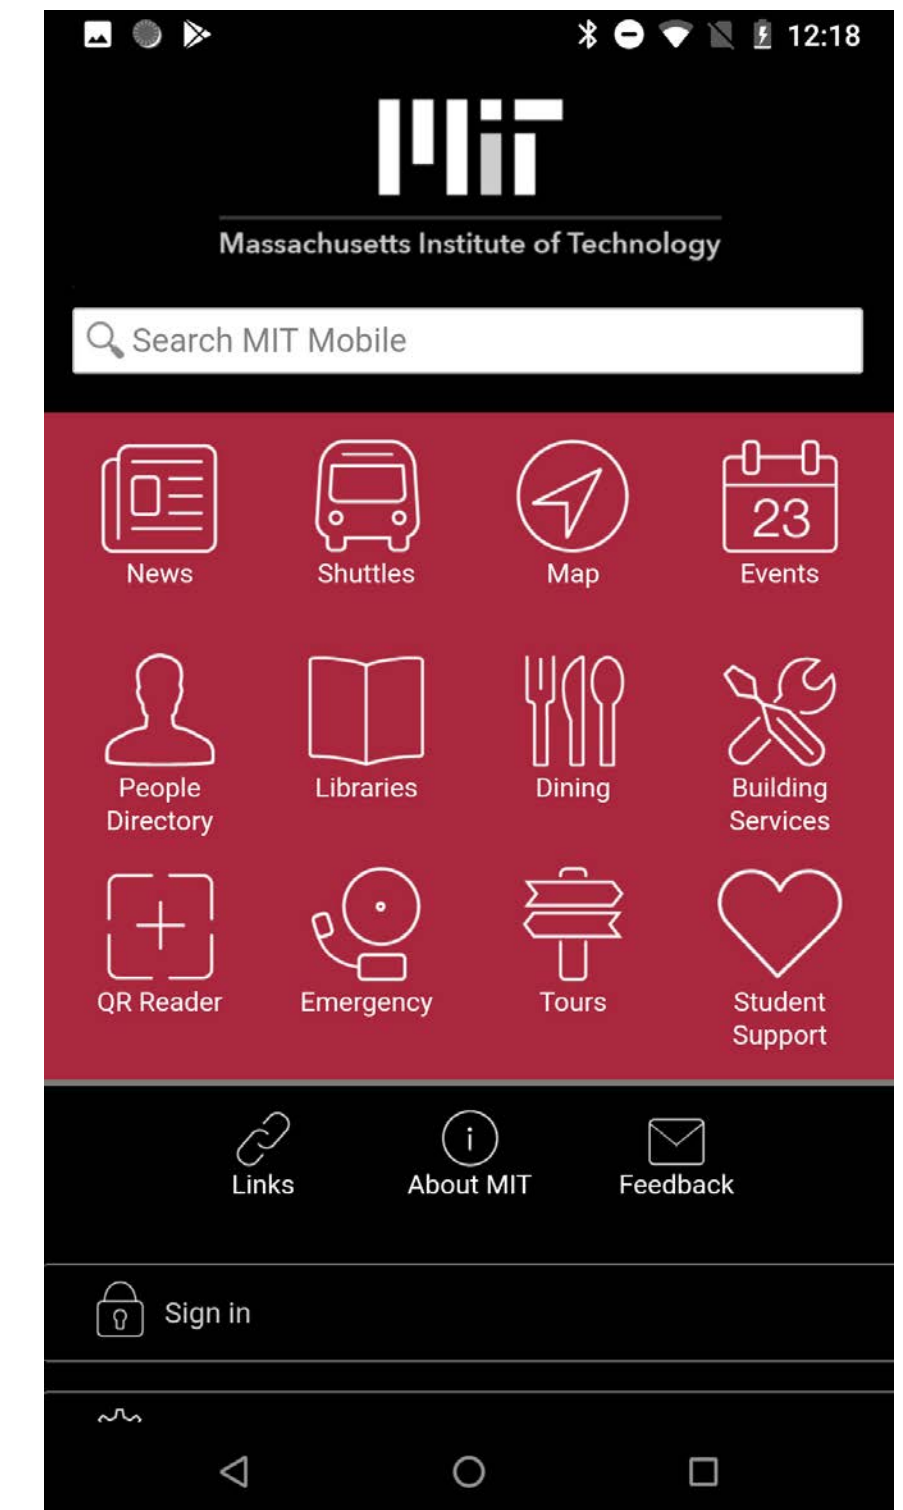 12:18
MIT
Massachusetts Institute of Technology
Search MIT Mobile
23
News Shuttles Map Events
People Libraries Dining Building
Directory Services
QR Reader Emergency Tours Student
Support
Links About MIT Feedback
Sign in